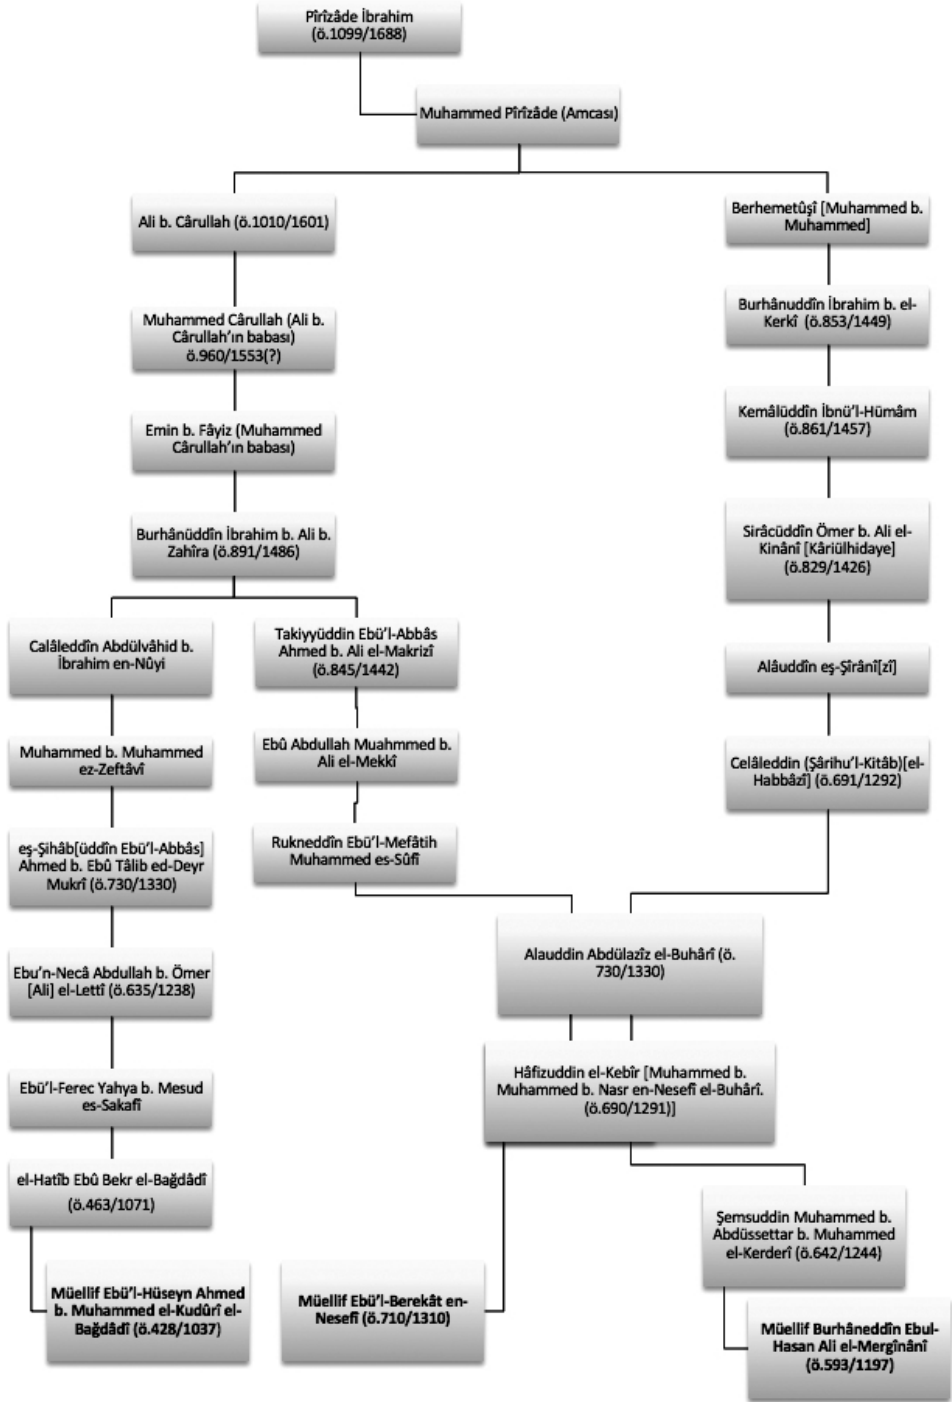 Pîrîzâde İbrahim
(ö.1099/1688)
Muhammed Pîrîzâde (Amcası)
Ali b. Cârullah (ö.1010/1601)
Muhammed Cârullah (Ali b.
Cârullah'ın babası)
ö.960/1553(?)
Emin b. Fâyiz (Muhammed
Cârullah'ın babası)
Burhânüddîn İbrahim b. Ali b.
Zahîra (ö.891/1486)
Calâleddîn Abdülvâhid b.
İbrahim en-Nûyi
Muhammed b. Muhammed
ez-Zeftâvî
eş-Şihâb[üddîn Ebü'l-Abbâs]
Ahmed b. Ebû Tâlib ed-Deyr
Mukrî (ö.730/1330)
Ebu'n-Necâ Abdullah b. Ömer
[Ali] el-Lettî (ö.635/1238)
Ebü'l-Ferec Yahya b. Mesud
es-Sakafî
el-Hatîb Ebû Bekr el-Bağdâdî
(ö.463/1071)
Müellif Ebü'l-Hüseyn Ahmed
b. Muhammed el-Kudûrî el-
Bağdâdî (ö.428/1037)
Takiyyüddin Ebü'l-Abbâs
Ahmed b. Ali el-Makrizî
(ö.845/1442)
Ebû Abdullah Muahmmed b.
Ali el-Mekkî
Rukneddîn Ebü'l-Mefâtih
Muhammed es-Sûfî
Berhemetûşî [Muhammed b.
Muhammed]
Burhânuddîn İbrahim b. el-
Kerkî (ö.853/1449)
Kemâlüddîn İbnü'l-Hümâm
(ö.861/1457)
Sirâcüddîn Ömer b. Ali el-
Kinânî [Kâriülhidaye]
(ö.829/1426)
Alâuddîn eş-Şîrânî[zî]
Celâleddin (Şârihu'l-Kitâb)[el-
Habbâzî] (ö.691/1292)
Alauddin Abdülazîz el-Buhârî (ö.
730/1330)
Hâfizuddin el-Kebîr [Muhammed b.
Muhammed b. Nasr en-Nesefî el-Buhârî.
(ö.690/1291)]
Müellif Ebü'l-Berekât en-
Nesefî (ö.710/1310)
Şemsuddin Muhammed b.
Abdüssettar b. Muhammed
el-Kerderî (ö.642/1244)
Müellif Burhâneddîn Ebul-
Hasan Ali el-Mergînânî
(ö.593/1197)